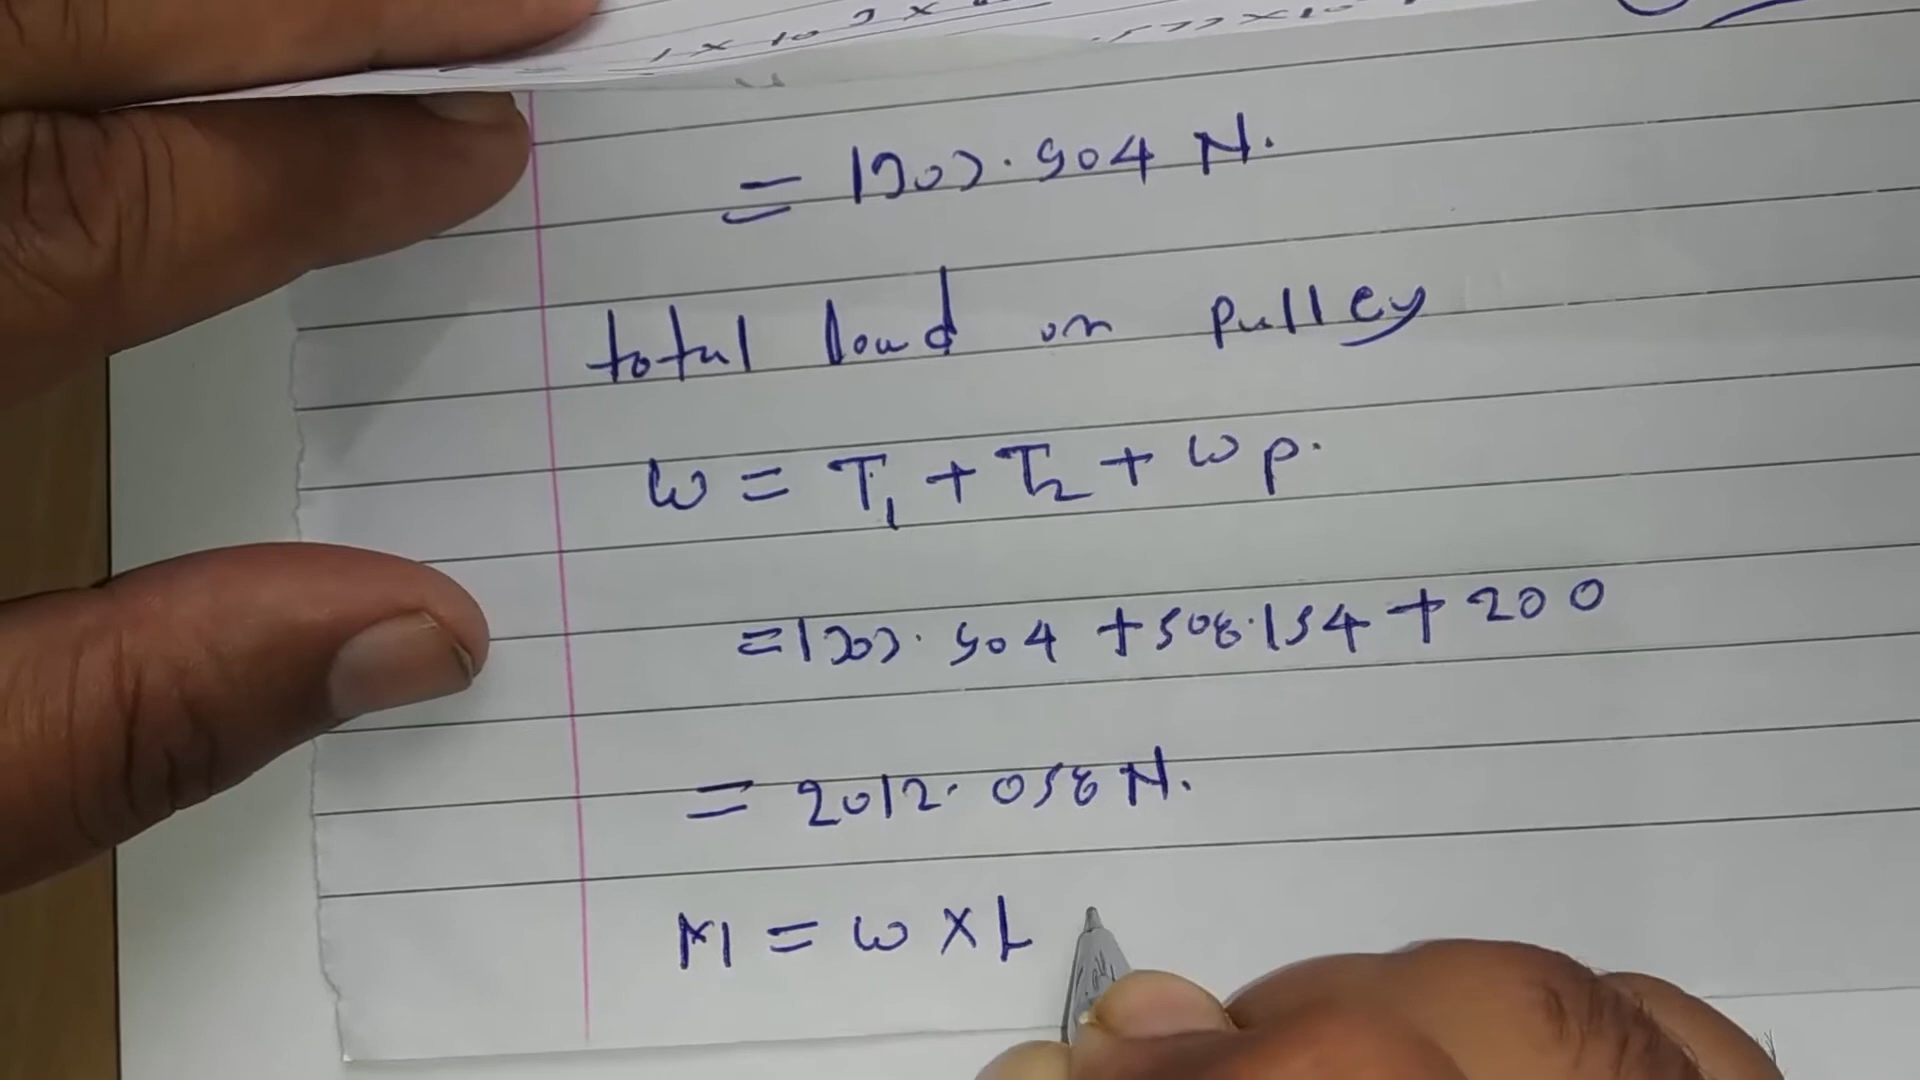 = 1303.904 N.
total load on pulley
W = T₁ + T₂ + Wp.
= 1303.904 + 508.154 + 200
= 2012.058 N.
M = W × L